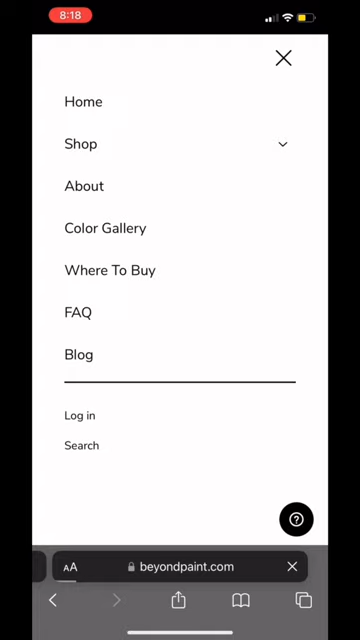 8:18
Home
Shop
About
Color Gallery
Where To Buy
FAQ
Blog
Log in
Search
?
AA beyondpaint.com